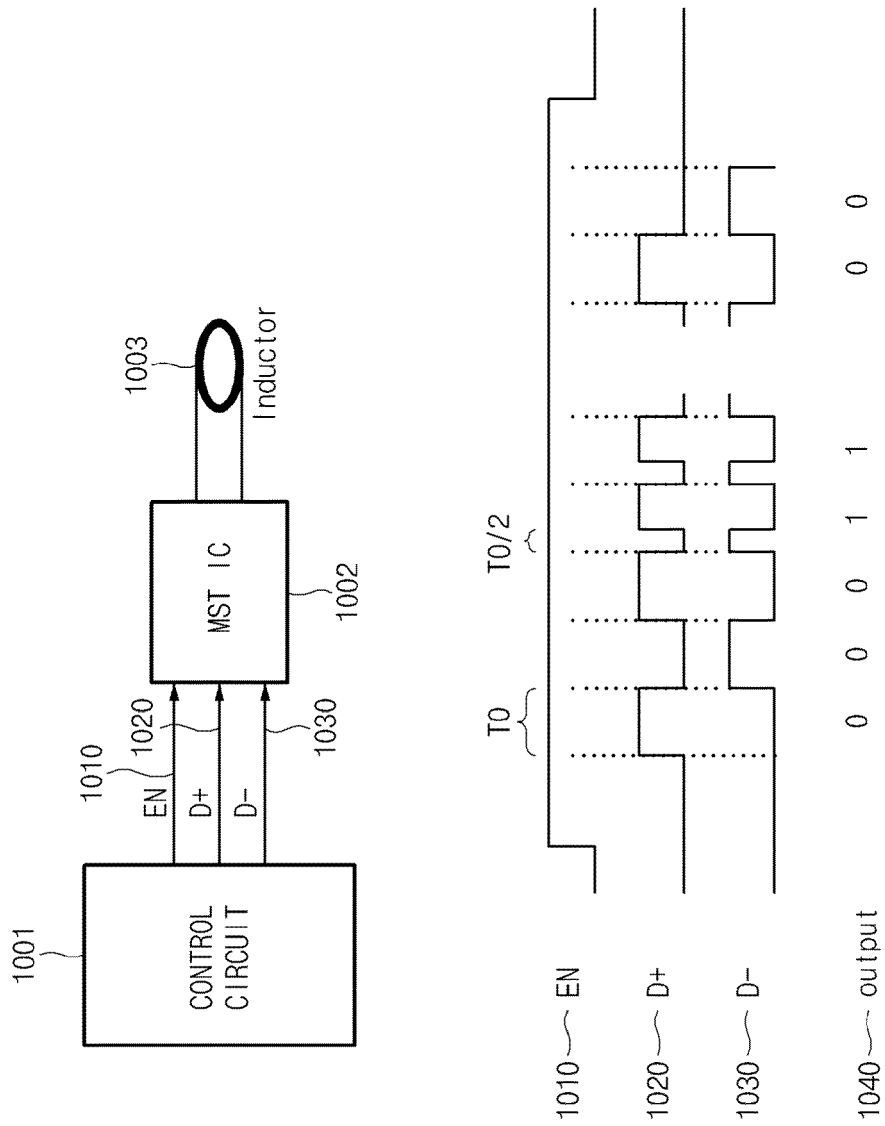 1001
CONTROL
CIRCUIT
1010
EN
1020
D+
D-
1030
MST IC
1002
1003
Inductor
T0
T0/2
1010 EN
1020 D+
1030 D-
1040 output 0 0 0 1 1 0 0